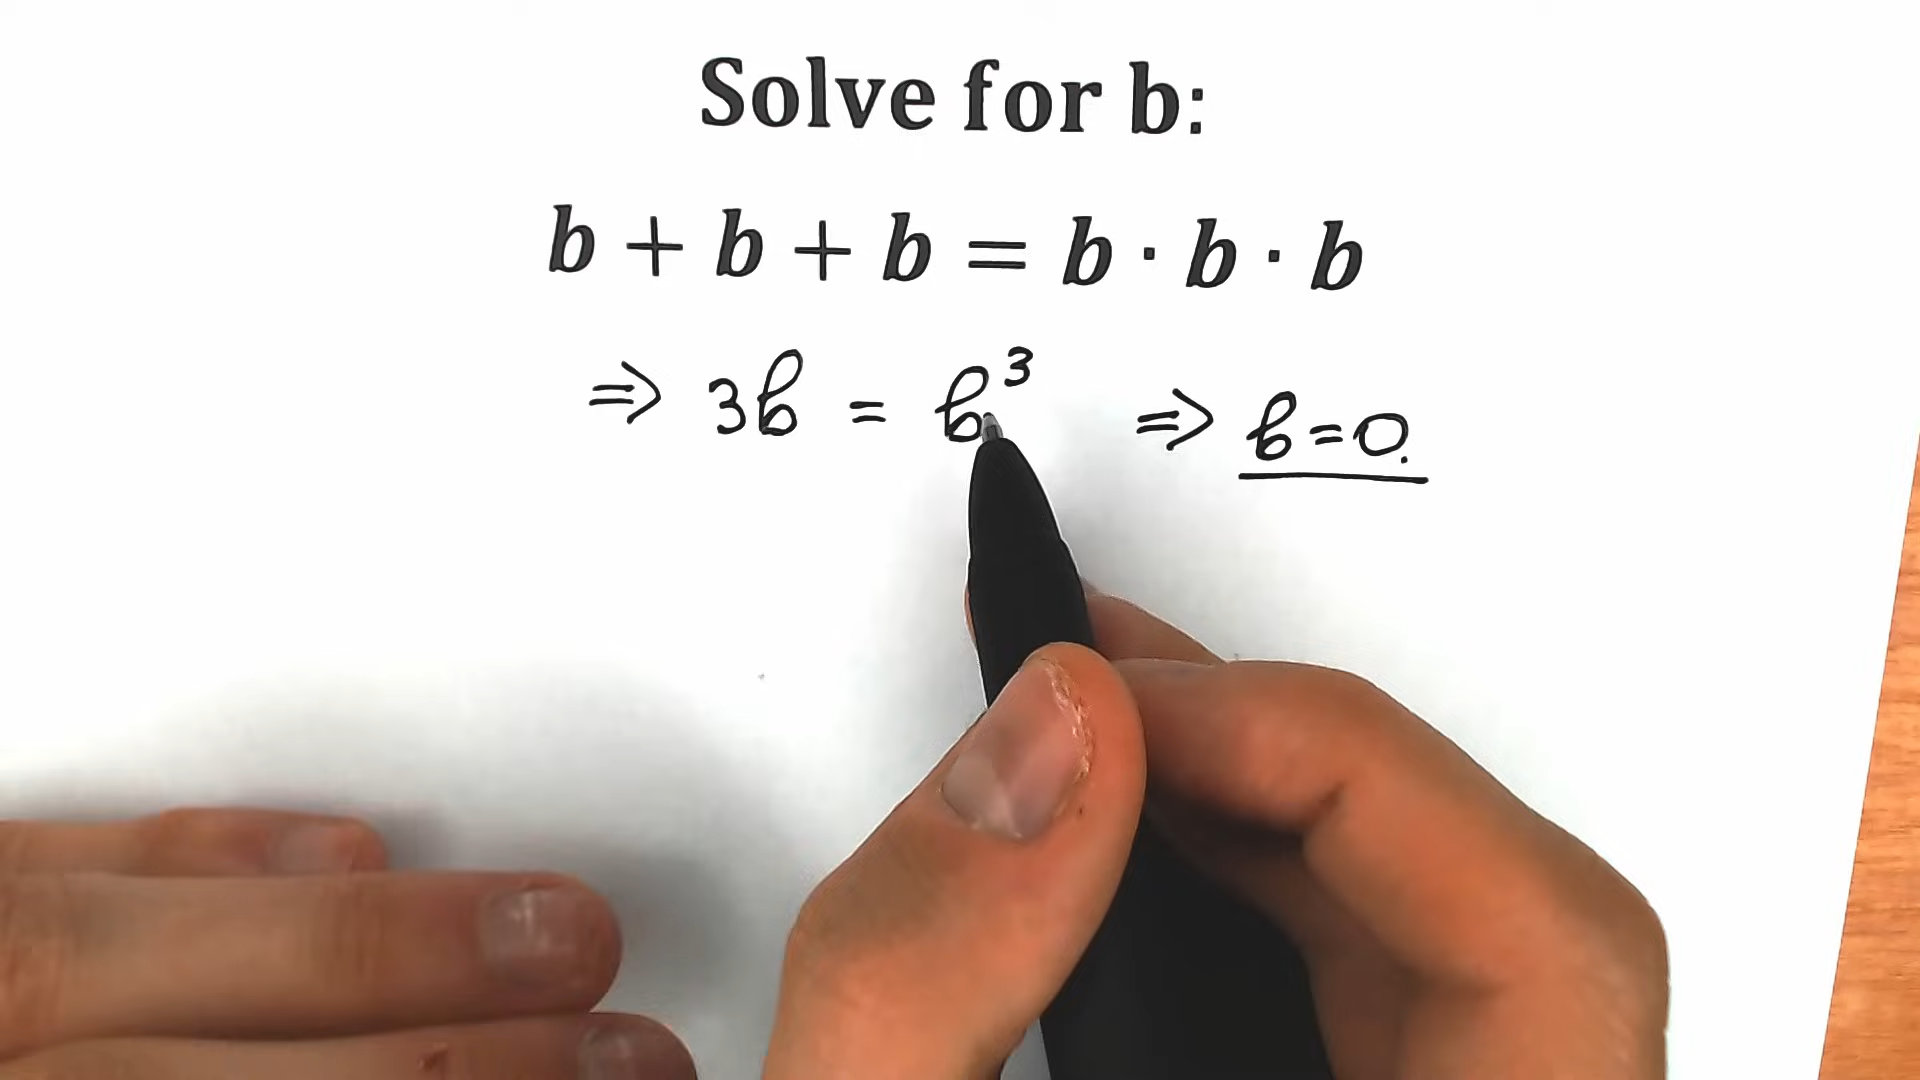 Solve for b:
b + b + b = b · b · b
⇒ 3b = b³ ⇒ b=0.